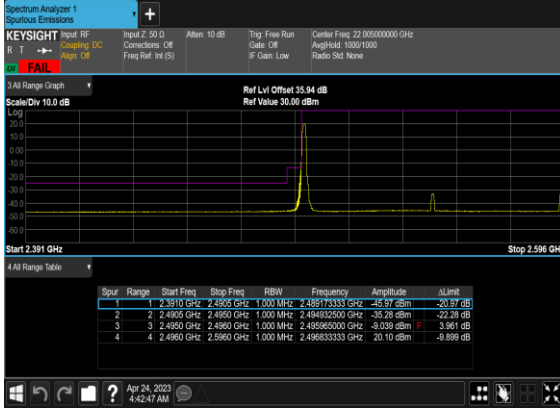 Spectrum Analyzer 1
Spurious Emissions
+
KEYSIGHT Input: RF Input Z: 50 Ω Atten: 10 dB Trig: Free Run Center Freq: 22.005000000 GHz
R T Coupling: DC Corrections: Off Gate: Off Avg|Hold: 1000/1000
Align: Off Freq Ref: Int (S) IF Gain: Low Radio Std: None
FAIL
3 All Range Graph
Ref Lvl Offset 35.94 dB
Scale/Div 10.0 dB Ref Value 30.00 dBm
Log
20.0
10.0
0.00
-10.0
-20.0
-30.0
-40.0
-50.0
-60.0
Start 2.391 GHz Stop 2.596 GH
4 All Range Table
Spur Range Start Freq Stop Freq RBW Frequency Amplitude ΔLimit
1 1 2.3910 GHz 2.4905 GHz 1.000 MHz 2.489173333 GHz -45.97 dBm -20.97 dB
2 2 2.4905 GHz 2.4950 GHz 1.000 MHz 2.494932500 GHz -35.28 dBm -22.28 dB
3 3 2.4950 GHz 2.4960 GHz 1.000 MHz 2.495965000 GHz -9.039 dBm F 3.961 dB
4 4 2.4960 GHz 2.5960 GHz 1.000 MHz 2.496833333 GHz 20.10 dBm -9.899 dB
? Apr 24, 2023
4:42:47 AM